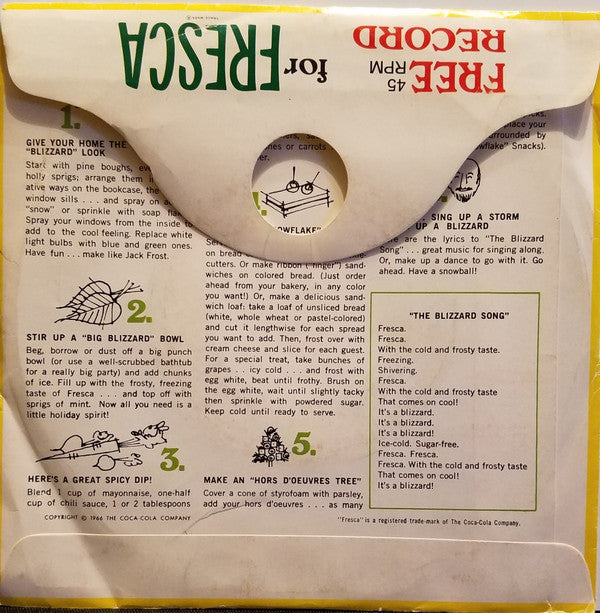 FREE 45 RPM RECORD
for FRESCA
TRADE MARK ®
1.
GIVE YOUR HOME THE
"BLIZZARD" LOOK
Start with pine boughs,
holly sprigs; arrange them
ative ways on the bookcase, the
window sills . . . and spray on
"snow" or sprinkle with soap
Spray your windows from the inside
add to the cool feeling. Replace white
light bulbs with blue and green ones.
Have fun . . . make like Jack Frost.
2.
STIR UP A "BIG BLIZZARD" BOWL
Beg, borrow or dust off a big punch
bowl (or use a well-scrubbed bathtub
for a really big party) and add chunks
of ice. Fill up with the frosty, freezing
taste of Fresca . . . and top off with
sprigs of mint. Now all you need is a
little holiday spirit!
3.
HERE'S A GREAT SPICY DIP!
Blend 1 cup of mayonnaise, one-half
cup of chili sauce, 1 or 2 tablespoons
COPYRIGHT © 1966 THE COCA-COLA COMPANY
or carrots
on bread
cutters. Or make ribbon ("finger") sand-
wiches on colored bread. (Just order
ahead from your bakery, in any color
you want!) Or, make a delicious sand-
wich loaf: take a loaf of unsliced bread
(white, whole wheat or pastel-colored)
and cut it lengthwise for each spread
you want to add. Then, frost over with
cream cheese and slice for each guest.
For a special treat, take bunches of
grapes . . . icy cold . . . and frost with
egg white, beat until frothy. Brush on
the egg white, wait until slightly tacky
then sprinkle with powdered sugar.
Keep cold until ready to serve.
5.
MAKE AN "HORS D'OEUVRES TREE"
Cover a cone of styrofoam with parsley,
add your hors d'oeuvres . . . as many
place your
rounded by
Snacks).
SING UP A STORM
UP A BLIZZARD
are the lyrics to "The Blizzard
Song" . . . great music for singing along.
Or, make up a dance to go with it. Go
ahead. Have a snowball!
"THE BLIZZARD SONG"
Fresca.
Fresca.
With the cold and frosty taste.
Freezing.
Shivering.
Fresca.
With the cold and frosty taste
That comes on cool!
It's a blizzard.
It's a blizzard.
It's a blizzard!
Ice-cold. Sugar-free.
Fresca. Fresca.
Fresca. With the cold and frosty taste
That comes on cool!
It's a blizzard!
"Fresca" is a registered trade-mark of The Coca-Cola Company.